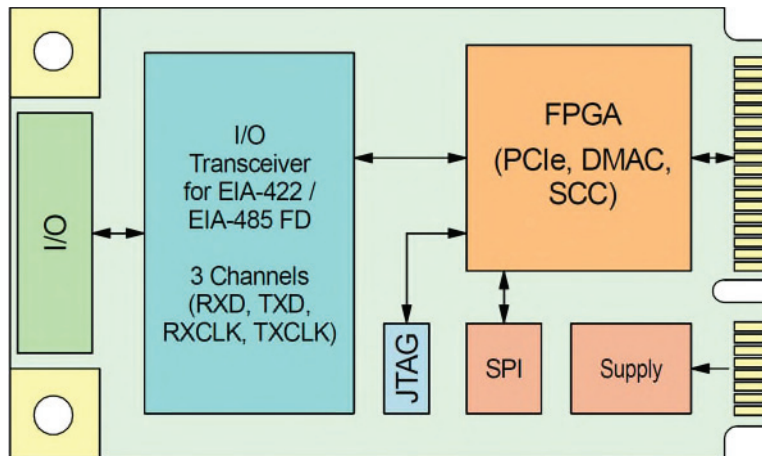 I/O
I/O
Transceiver
for EIA-422 /
EIA-485 FD
3 Channels
(RXD, TXD,
RXCLK, TXCLK)
FPGA
(PCIe, DMAC,
SCC)
JTAG
SPI
Supply